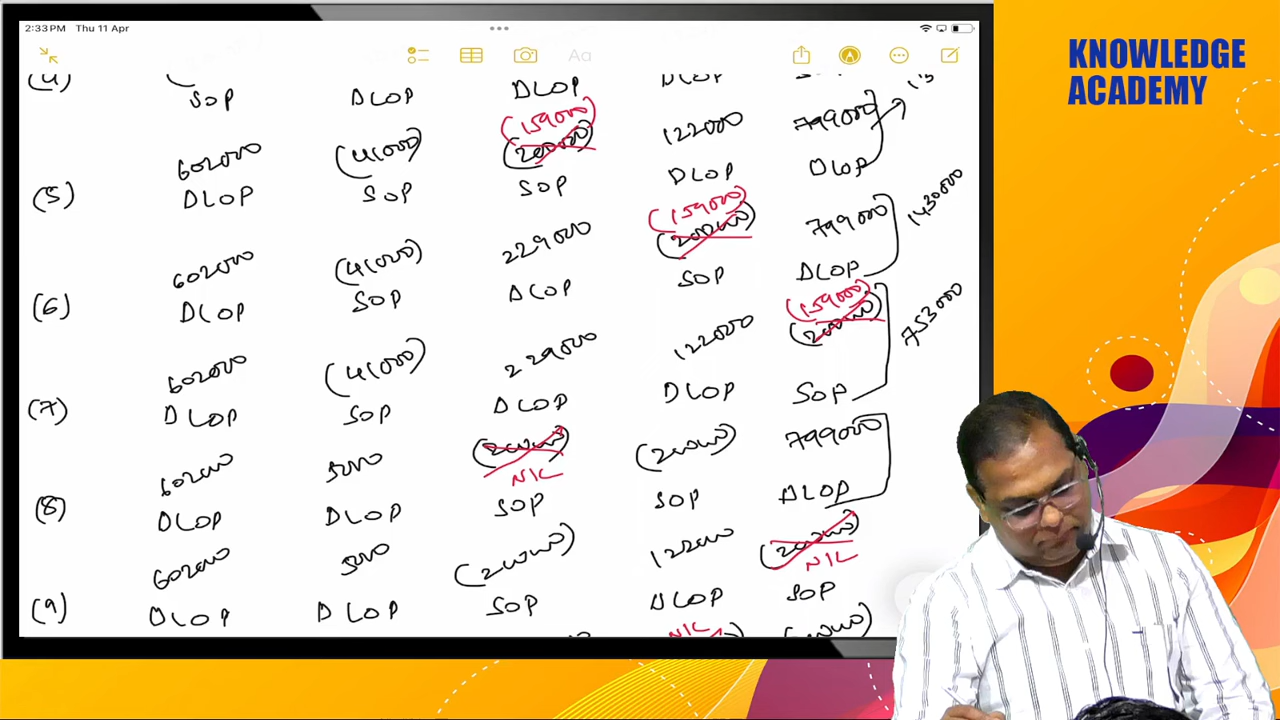 2:33 PM Thu 11 Apr
Aa
KNOWLEDGE
ACADEMY
(4)
SOP DLOP DLOP DLOP
(159000)
602000 (41000) (200000) 122000 799000
(5) DLOP SOP SOP DLOP DLOP
(159000)
602000 (41000) 229000 (200000) 799000 1430000
(6) DLOP SOP DLOP SOP DLOP
(159000)
602000 (41000) 229000 122000 (200000) 753000
(7) DLOP SOP DLOP DLOP SOP
602000 5000 (200000) (200000) 799000
NIL
(8) DLOP DLOP SOP SOP DLOP
602000 5000 (200000) 122000 (200000)
NIL
(9) DLOP DLOP SOP DLOP SOP
NIL